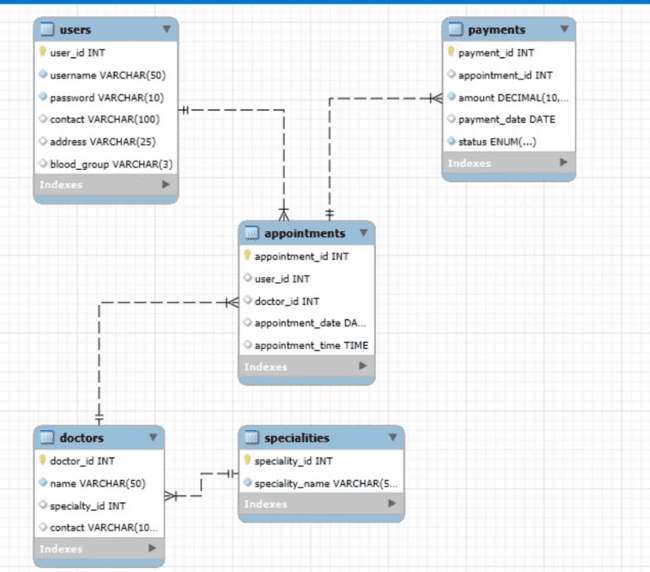 users
user_id INT
username VARCHAR(50)
password VARCHAR(10)
contact VARCHAR(100)
address VARCHAR(25)
blood_group VARCHAR(3)
Indexes
payments
payment_id INT
appointment_id INT
amount DECIMAL(10,...
payment_date DATE
status ENUM(...)
Indexes
appointments
appointment_id INT
user_id INT
doctor_id INT
appointment_date DA...
appointment_time TIME
Indexes
doctors
doctor_id INT
name VARCHAR(50)
specialty_id INT
contact VARCHAR(10...
Indexes
specialities
speciality_id INT
speciality_name VARCHAR(5...
Indexes